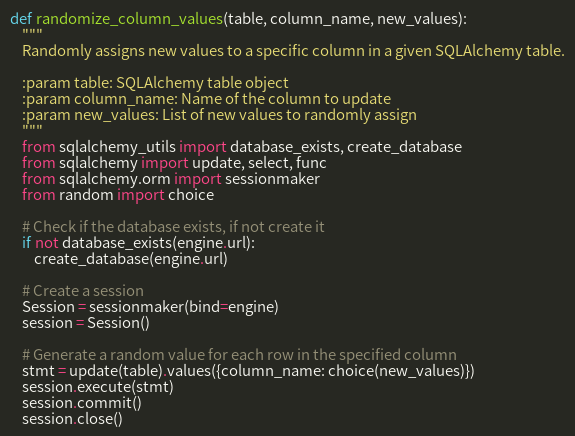 def randomize_column_values(table, column_name, new_values):
"""
Randomly assigns new values to a specific column in a given SQLAlchemy table.
:param table: SQLAlchemy table object
:param column_name: Name of the column to update
:param new_values: List of new values to randomly assign
"""
from sqlalchemy_utils import database_exists, create_database
from sqlalchemy import update, select, func
from sqlalchemy.orm import sessionmaker
from random import choice
# Check if the database exists, if not create it
if not database_exists(engine.url):
create_database(engine.url)
# Create a session
Session = sessionmaker(bind=engine)
session = Session()
# Generate a random value for each row in the specified column
stmt = update(table).values({column_name: choice(new_values)})
session.execute(stmt)
session.commit()
session.close()